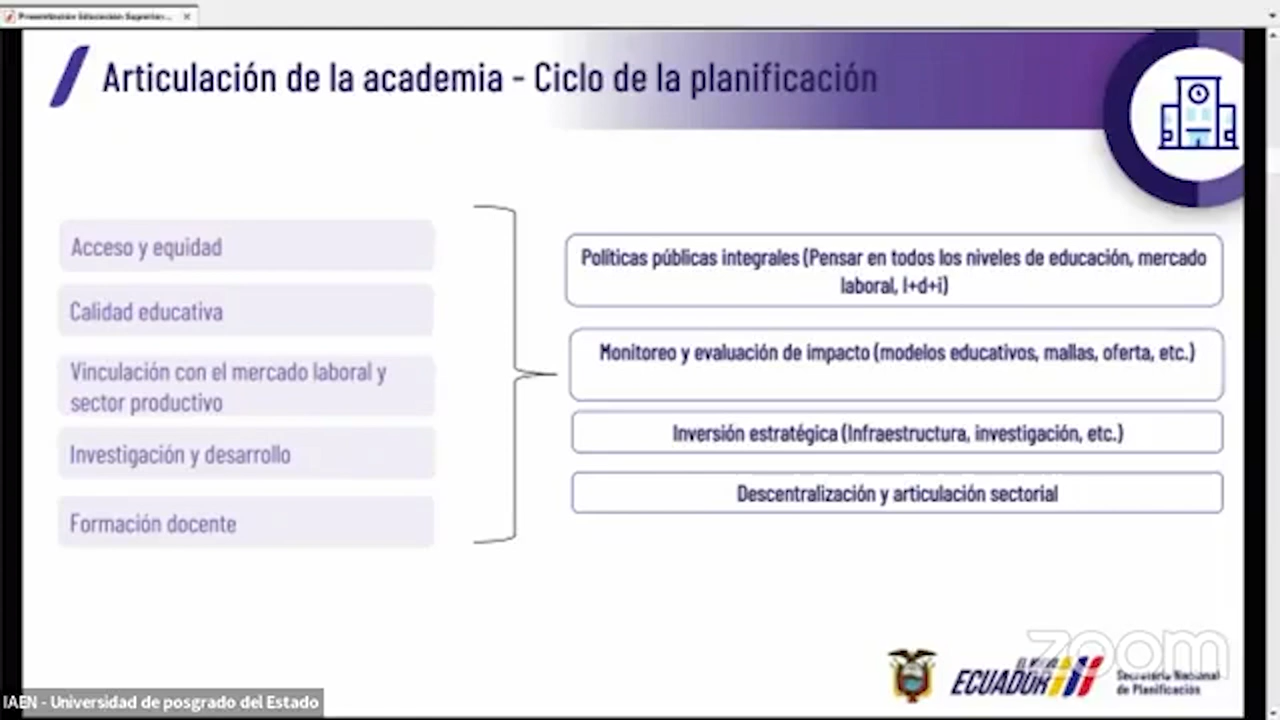 Presentación Educación Superior...
Articulación de la academia - Ciclo de la planificación
Acceso y equidad
Calidad educativa
Vinculación con el mercado laboral y
sector productivo
Investigación y desarrollo
Formación docente
Políticas públicas integrales (Pensar en todos los niveles de educación, mercado
laboral, I+d+i)
Monitoreo y evaluación de impacto (modelos educativos, mallas, oferta, etc.)
Inversión estratégica (Infraestructura, investigación, etc.)
Descentralización y articulación sectorial
zoom
EL NUEVO
ECUADOR
Secretaría Nacional
de Planificación
IAEN - Universidad de posgrado del Estado